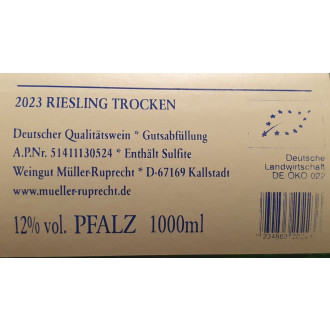 2023 RIESLING TROCKEN
Deutscher Qualitätswein * Gutsabfüllung
A.P.Nr. 51411130524 * Enthält Sulfite
Weingut Müller-Ruprecht * D-67169 Kallstadt
www.mueller-ruprecht.de
12% vol. PFALZ 1000ml
Deutsche
Landwirtschaft
DE ÖKO 022